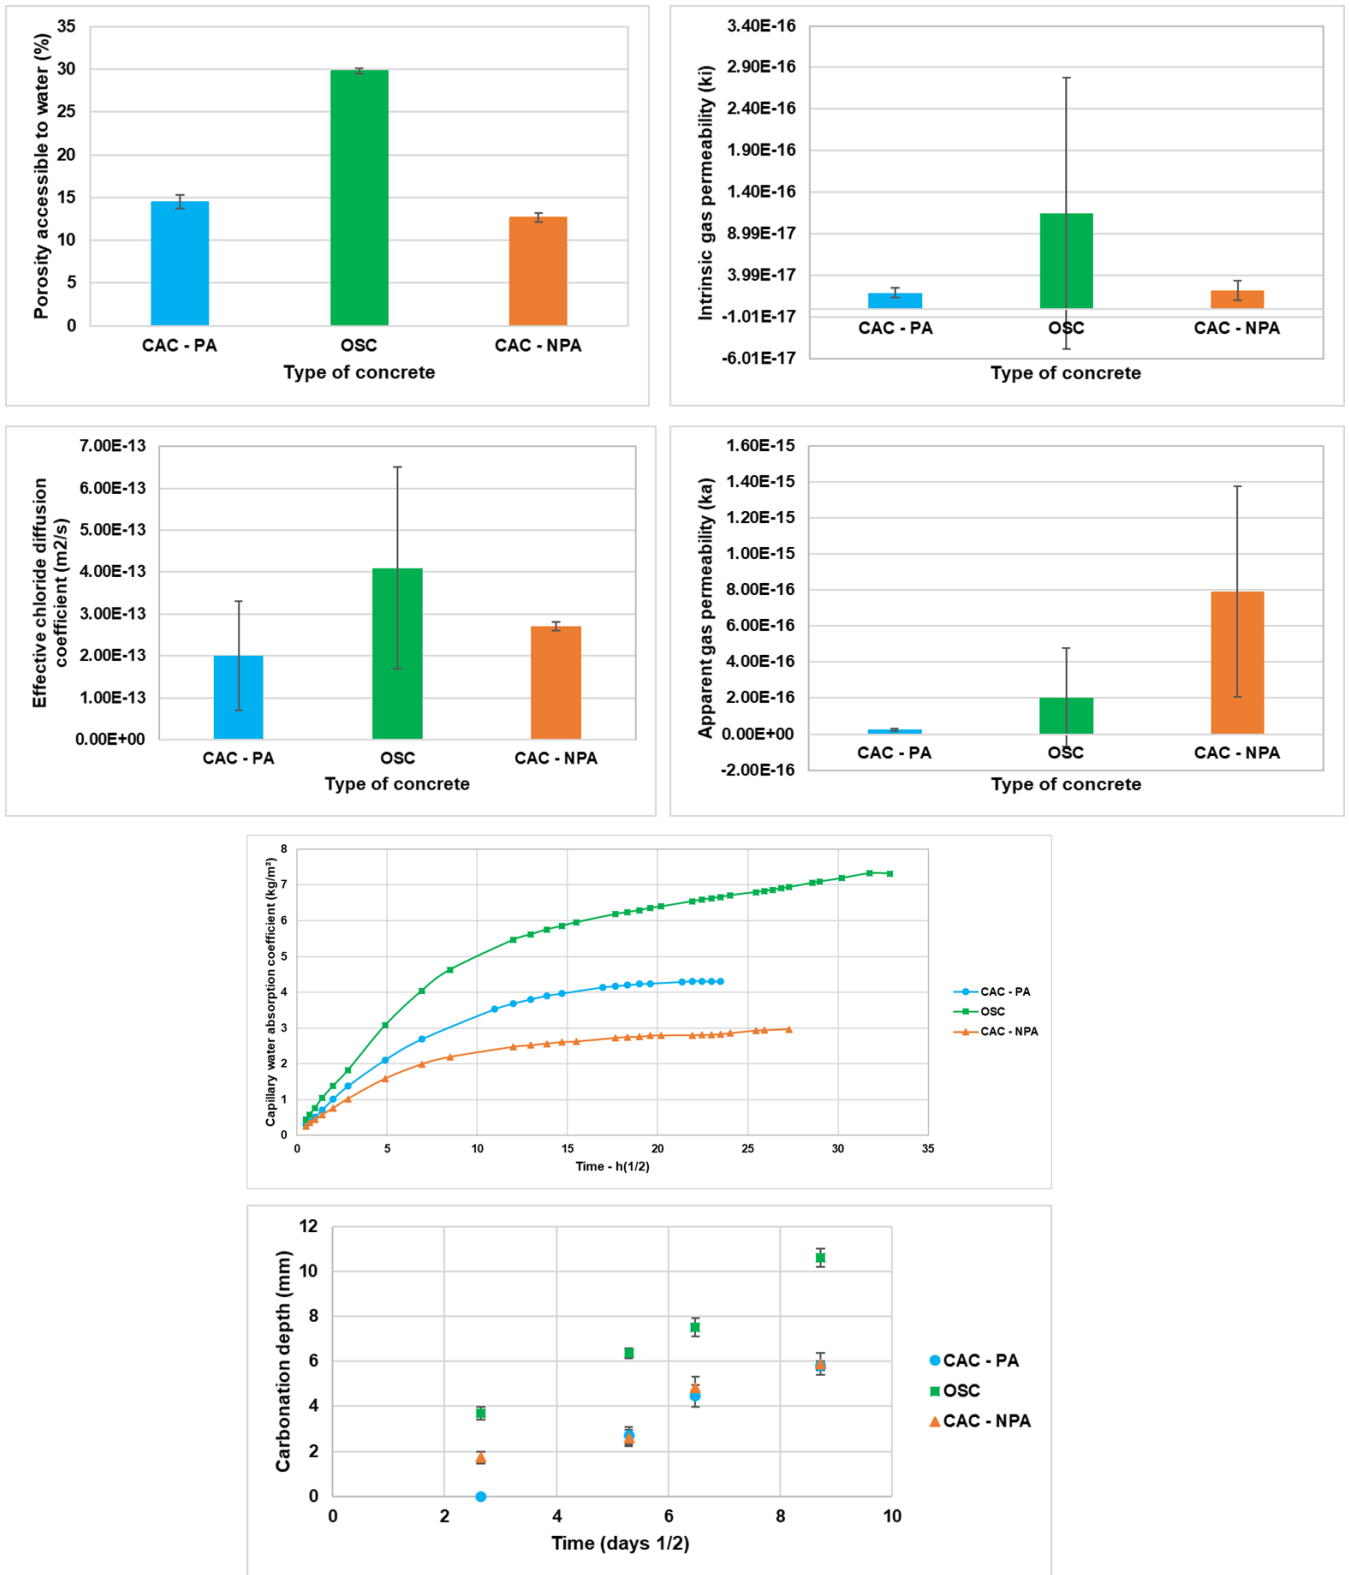 Porosity accessible to water (%)
35
30
25
20
15
10
5
0
CAC - PA
OSC
CAC - NPA
Type of concrete
Intrinsic gas permeability (ki)
3.40E-16
2.90E-16
2.40E-16
1.90E-16
1.40E-16
8.99E-17
3.99E-17
-1.01E-17
-6.01E-17
CAC - PA
OSC
CAC - NPA
Type of concrete
Effective chloride diffusion
coefficient (m2/s)
7.00E-13
6.00E-13
5.00E-13
4.00E-13
3.00E-13
2.00E-13
1.00E-13
0.00E+00
CAC - PA
OSC
CAC - NPA
Type of concrete
Apparent gas permeability (ka)
1.60E-15
1.40E-15
1.20E-15
1.00E-15
8.00E-16
6.00E-16
4.00E-16
2.00E-16
0.00E+00
-2.00E-16
CAC - PA
OSC
CAC - NPA
Type of concrete
Capillary water absorption coefficient (kg/m²)
8
7
6
5
4
3
2
1
0
0 5 10 15 20 25 30 35
Time - h(1/2)
CAC - PA
OSC
CAC - NPA
Carbonation depth (mm)
12
10
8
6
4
2
0
0 2 4 6 8 10
Time (days 1/2)
CAC - PA
OSC
CAC - NPA